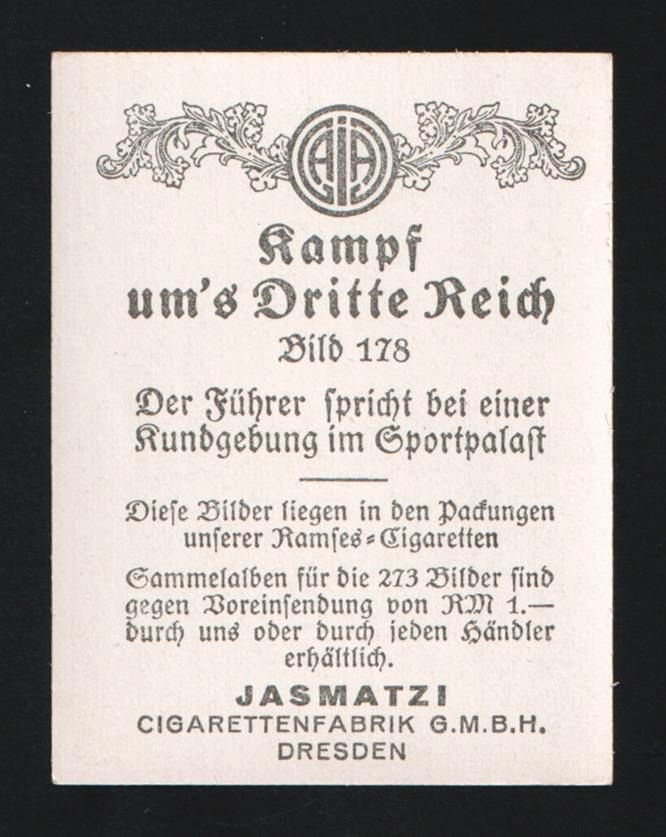 Kampf
um's Dritte Reich
Bild 178
Der Führer spricht bei einer
Kundgebung im Sportpalast
Diese Bilder liegen in den Packungen
unserer Ramses-Cigaretten
Sammelalben für die 273 Bilder sind
gegen Voreinsendung von RM 1.—
durch uns oder durch jeden Händler
erhältlich.
JASMATZI
CIGARETTENFABRIK G.M.B.H.
DRESDEN